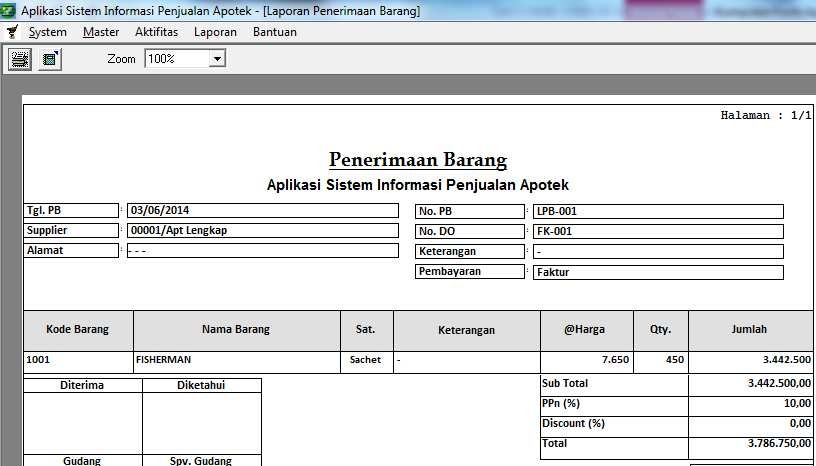 Aplikasi Sistem Informasi Penjualan Apotek - [Laporan Penerimaan Barang]
System Master Aktifitas Laporan Bantuan
Zoom 100%
Halaman : 1/1
Penerimaan Barang
Aplikasi Sistem Informasi Penjualan Apotek
Tgl. PB : 03/06/2014 No. PB : LPB-001
Supplier : 00001/Apt Lengkap No. DO : FK-001
Alamat : - - - Keterangan : -
Pembayaran : Faktur
Kode Barang Nama Barang Sat. Keterangan @Harga Qty. Jumlah
1001 FISHERMAN Sachet - 7.650 450 3.442.500
Diterima Diketahui Sub Total 3.442.500,00
PPn (%) 10,00
Discount (%) 0,00
Total 3.786.750,00
Gudang Spv. Gudang